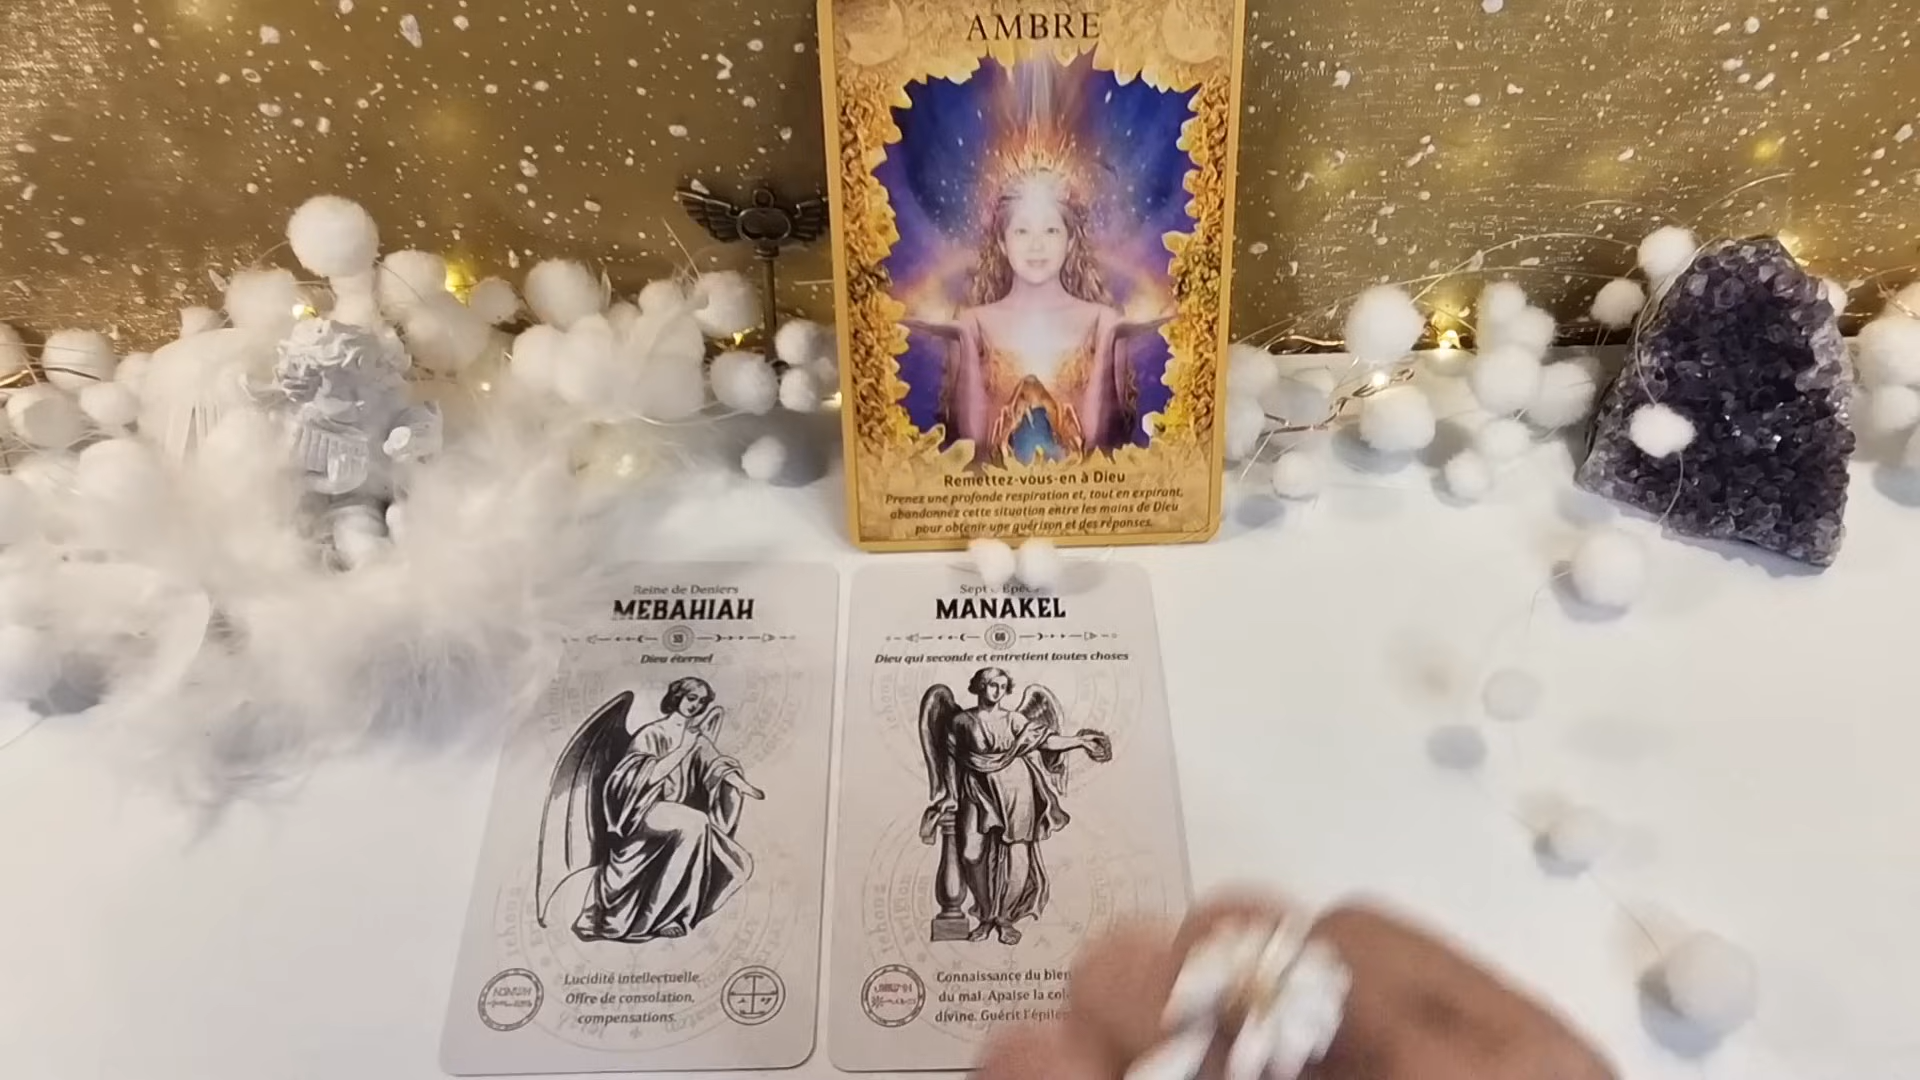 AMBRE
Remettez-vous-en à Dieu
Prenez une profonde respiration et, tout en expirant,
abandonnez cette situation entre les mains de Dieu
pour obtenir une guérison et des réponses.
Reine de Deniers
MEBAHIAH
Dieu éternel
Lucidité intellectuelle.
Offre de consolation,
compensations.
Sept
MANAKEL
66
Dieu qui seconde et entretient toutes choses
Connaissance du bien
du mal. Apaise la col
divine. Guérit l'épile